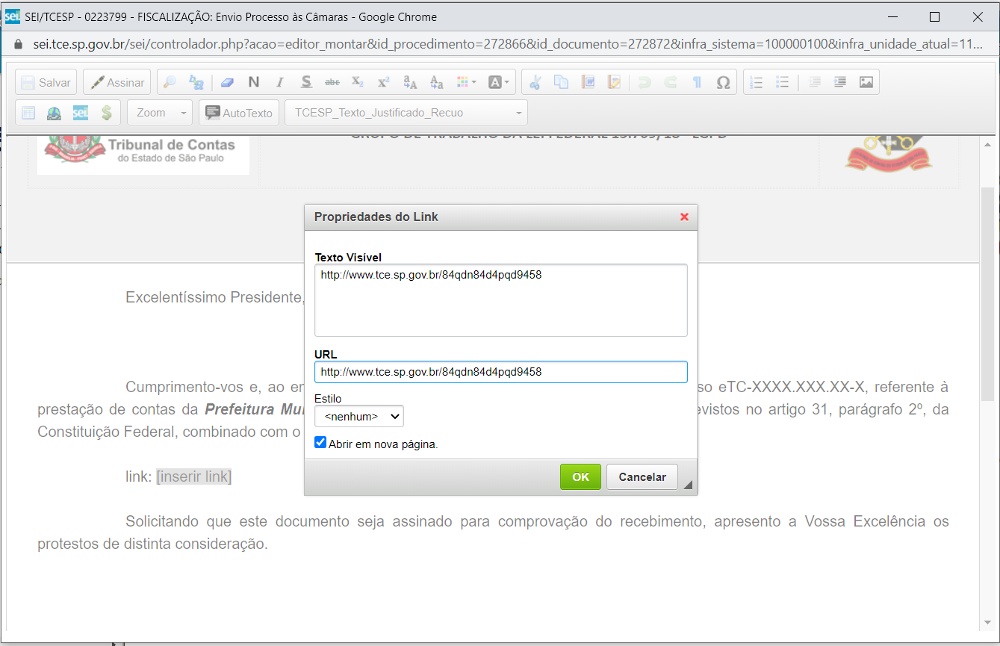 SEI/TCESP - 0223799 - FISCALIZAÇÃO: Envio Processo às Câmaras - Google Chrome
sei.tce.sp.gov.br/sei/controlador.php?acao=editor_montar&id_procedimento=272866&id_documento=272872&infra_sistema=100000100&infra_unidade_atual=11...
Salvar Assinar
Zoom AutoTexto TCESP_Texto_Justificado_Recuo
GRUPO DE TRABALHO DA LEI FEDERAL 13.709/18 - LGPD
Tribunal de Contas
do Estado de São Paulo
Propriedades do Link
Texto Visível
http://www.tce.sp.gov.br/84qdn84d4pqd9458
URL
http://www.tce.sp.gov.br/84qdn84d4pqd9458
Estilo
<nenhum>
Abrir em nova página.
OK Cancelar
Excelentíssimo Presidente,
Cumprimento-vos e, ao en so eTC-XXXX.XXX.XX-X, referente à
prestação de contas da Prefeitura Mu evistos no artigo 31, parágrafo 2º, da
Constituição Federal, combinado com o
link: [inserir link]
Solicitando que este documento seja assinado para comprovação do recebimento, apresento a Vossa Excelência os
protestos de distinta consideração.